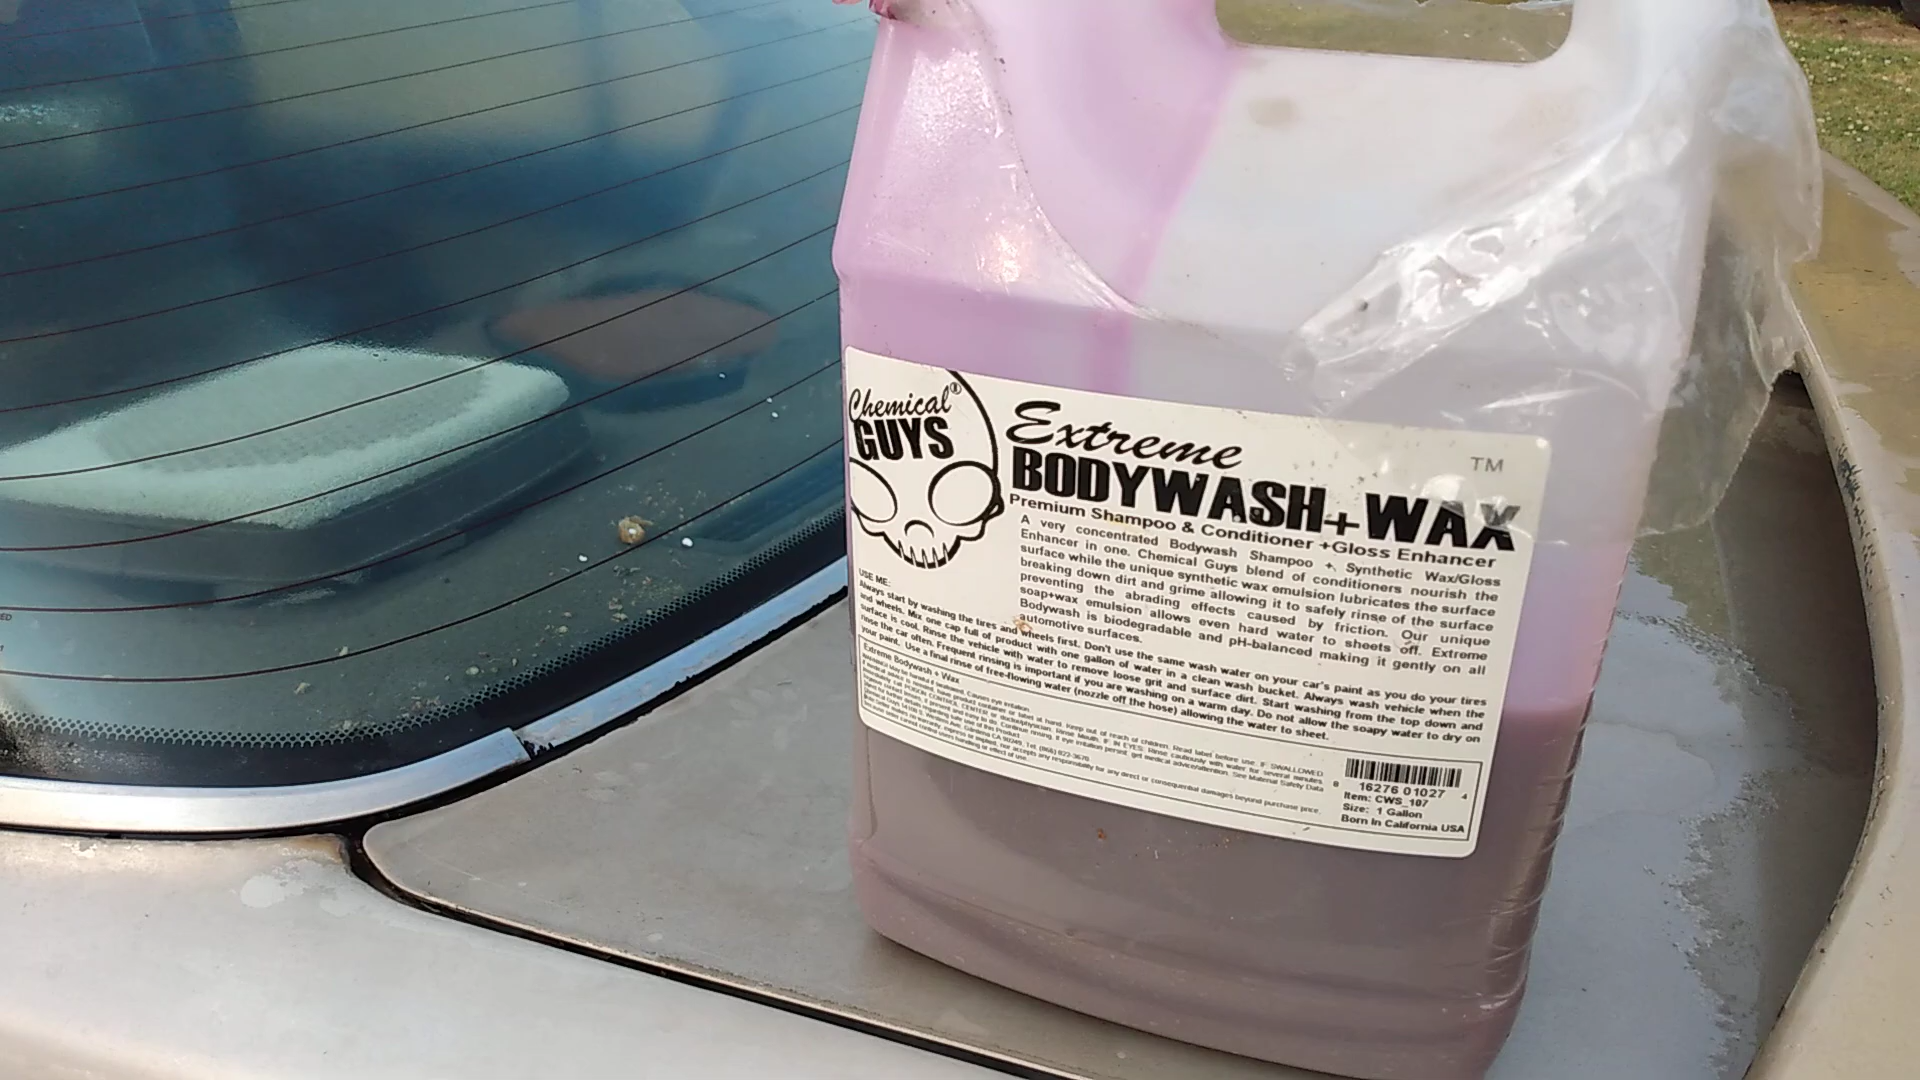 Chemical®
GUYS
Extreme
TM
BODYWASH+WAX
Premium Shampoo & Conditioner +Gloss Enhancer
A very concentrated Bodywash Shampoo + Synthetic Wax/Gloss
Enhancer in one. Chemical Guys blend of conditioners nourish the
surface while the unique synthetic wax emulsion lubricates the surface
breaking down dirt and grime allowing it to safely rinse of the surface
preventing the abrading effects caused by friction. Our unique
soap+wax emulsion allows even hard water to sheets off. Extreme
Bodywash is biodegradable and pH-balanced making it gently on all
automotive surfaces.
USE ME:
Always start by washing the tires and wheels first. Don't use the same wash water on your car's paint as you do your tires
and wheels. Mix one cap full of product with one gallon of water in a clean wash bucket. Always wash vehicle when the
surface is cool. Rinse the vehicle with water to remove loose grit and surface dirt. Start washing from the top down and
rinse the car often. Frequent rinsing is important if you are washing on a warm day. Do not allow the soapy water to dry on
your paint. Use a final rinse of free-flowing water (nozzle off the hose) allowing the water to sheet.
Extreme Bodywash + Wax
8 16276 01027 4
Item: CWS_107
Size: 1 Gallon
Born In California USA